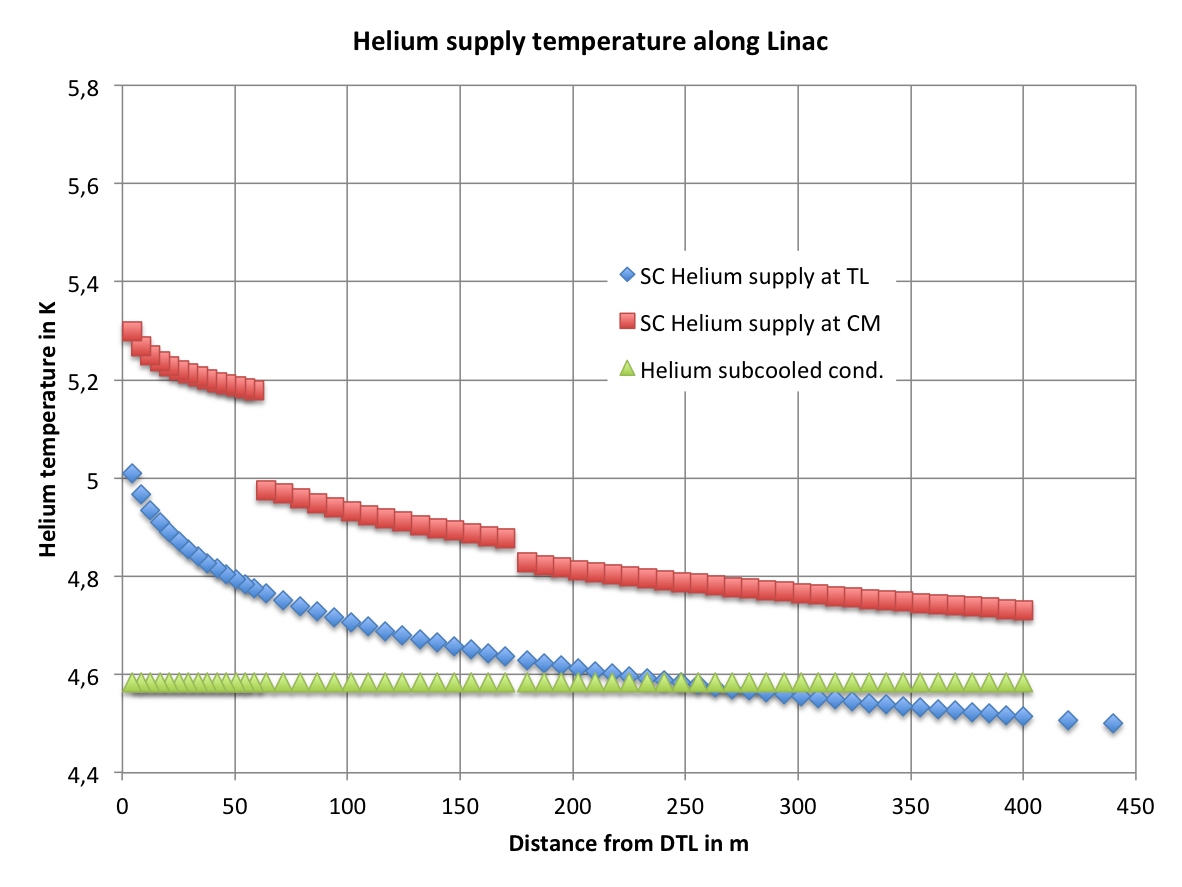 Helium supply temperature along Linac
5,8
5,6
5,4
5,2
5
4,8
4,6
4,4
Helium temperature in K
SC Helium supply at TL
SC Helium supply at CM
Helium subcooled cond.
0 50 100 150 200 250 300 350 400 450
Distance from DTL in m